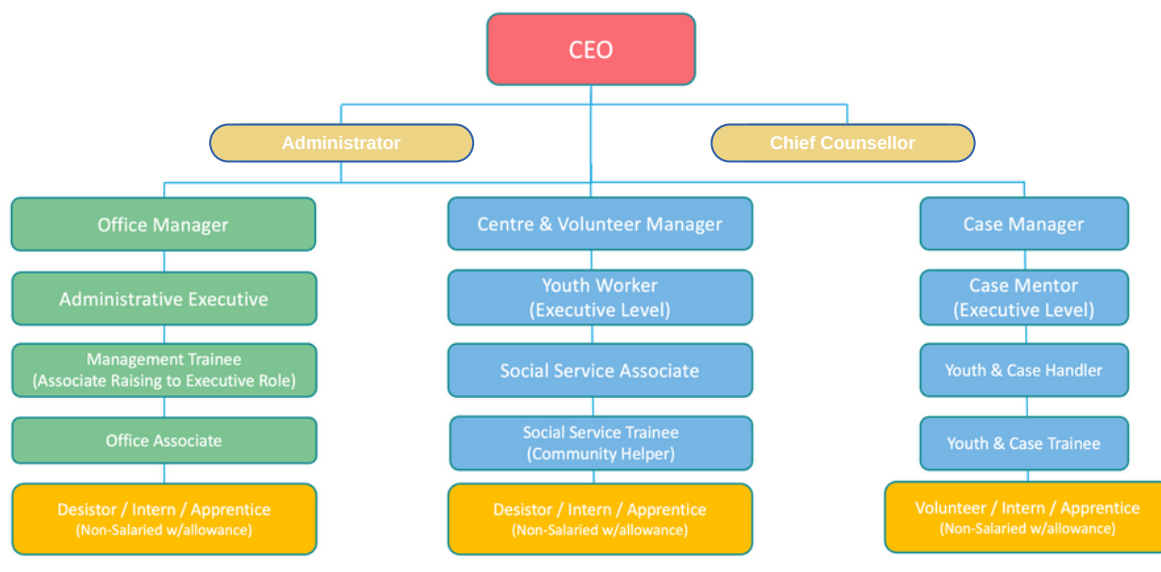 CEO
Administrator
Chief Counsellor
Office Manager
Centre & Volunteer Manager
Case Manager
Administrative Executive
Youth Worker
(Executive Level)
Case Mentor
(Executive Level)
Management Trainee
(Associate Raising to Executive Role)
Social Service Associate
Youth & Case Handler
Office Associate
Social Service Trainee
(Community Helper)
Youth & Case Trainee
Desistor / Intern / Apprentice
(Non-Salaried w/allowance)
Desistor / Intern / Apprentice
(Non-Salaried w/allowance)
Volunteer / Intern / Apprentice
(Non-Salaried w/allowance)